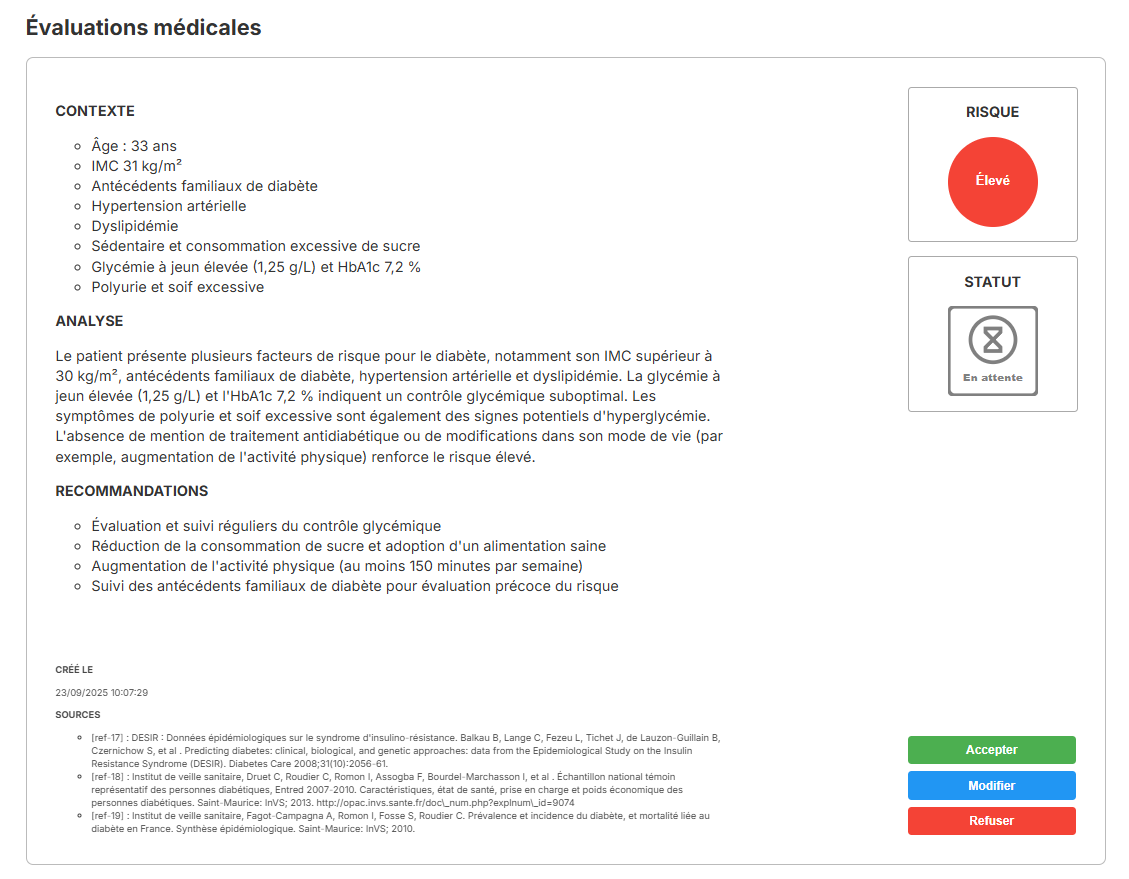 Évaluations médicales
CONTEXTE
Âge : 33 ans
IMC 31 kg/m²
Antécédents familiaux de diabète
Hypertension artérielle
Dyslipidémie
Sédentaire et consommation excessive de sucre
Glycémie à jeun élevée (1,25 g/L) et HbA1c 7,2 %
Polyurie et soif excessive
ANALYSE
Le patient présente plusieurs facteurs de risque pour le diabète, notamment son IMC supérieur à
30 kg/m², antécédents familiaux de diabète, hypertension artérielle et dyslipidémie. La glycémie à
jeun élevée (1,25 g/L) et l'HbA1c 7,2 % indiquent un contrôle glycémique suboptimal. Les
symptômes de polyurie et soif excessive sont également des signes potentiels d'hyperglycémie.
L'absence de mention de traitement antidiabétique ou de modifications dans son mode de vie (par
exemple, augmentation de l'activité physique) renforce le risque élevé.
RECOMMANDATIONS
Évaluation et suivi réguliers du contrôle glycémique
Réduction de la consommation de sucre et adoption d'un alimentation saine
Augmentation de l'activité physique (au moins 150 minutes par semaine)
Suivi des antécédents familiaux de diabète pour évaluation précoce du risque
CRÉÉ LE
23/09/2025 10:07:29
SOURCES
[ref-17] : DESIR : Données épidémiologiques sur le syndrome d'insulino-résistance. Balkau B, Lange C, Fezeu L, Tichet J, de Lauzon-Guillain B,
Czernichow S, et al . Predicting diabetes: clinical, biological, and genetic approaches: data from the Epidemiological Study on the Insulin
Resistance Syndrome (DESIR). Diabetes Care 2008;31(10):2056-61.
[ref-18] : Institut de veille sanitaire, Druet C, Roudier C, Romon I, Assogba F, Bourdel-Marchasson I, et al . Échantillon national témoin
représentatif des personnes diabétiques, Entred 2007-2010. Caractéristiques, état de santé, prise en charge et poids économique des
personnes diabétiques. Saint-Maurice: InVS; 2013. http://opac.invs.sante.fr/doc\_num.php?explnum\_id=9074
[ref-19] : Institut de veille sanitaire, Fagot-Campagna A, Romon I, Fosse S, Roudier C. Prévalence et incidence du diabète, et mortalité liée au
diabète en France. Synthèse épidémiologique. Saint-Maurice: InVS; 2010.
RISQUE
Élevé
STATUT
En attente
Accepter
Modifier
Refuser